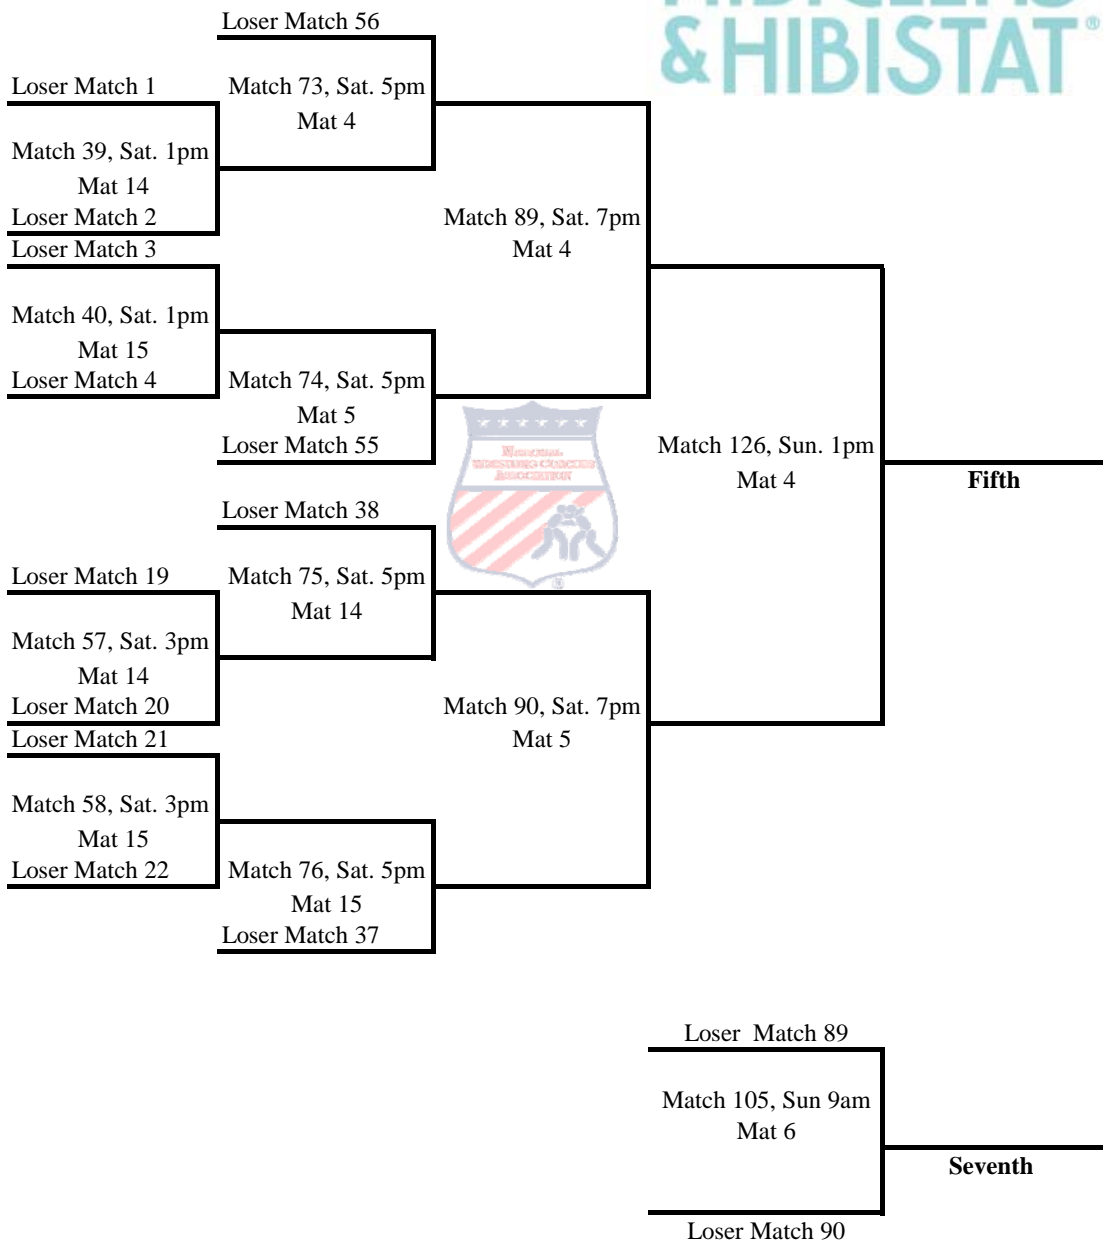 & HIBISTAT®
Loser Match 56
Loser Match 1
Match 73, Sat. 5pm
Mat 4
Match 39, Sat. 1pm
Mat 14
Loser Match 2
Loser Match 3
Match 89, Sat. 7pm
Mat 4
Match 40, Sat. 1pm
Mat 15
Loser Match 4
Match 74, Sat. 5pm
Mat 5
Loser Match 55
National
Wrestling Coaches
Association
®
Match 126, Sun. 1pm
Mat 4
Fifth
Loser Match 38
Loser Match 19
Match 75, Sat. 5pm
Mat 14
Match 57, Sat. 3pm
Mat 14
Loser Match 20
Loser Match 21
Match 90, Sat. 7pm
Mat 5
Match 58, Sat. 3pm
Mat 15
Loser Match 22
Match 76, Sat. 5pm
Mat 15
Loser Match 37
Loser  Match 89
Match 105, Sun 9am
Mat 6
Seventh
Loser Match 90